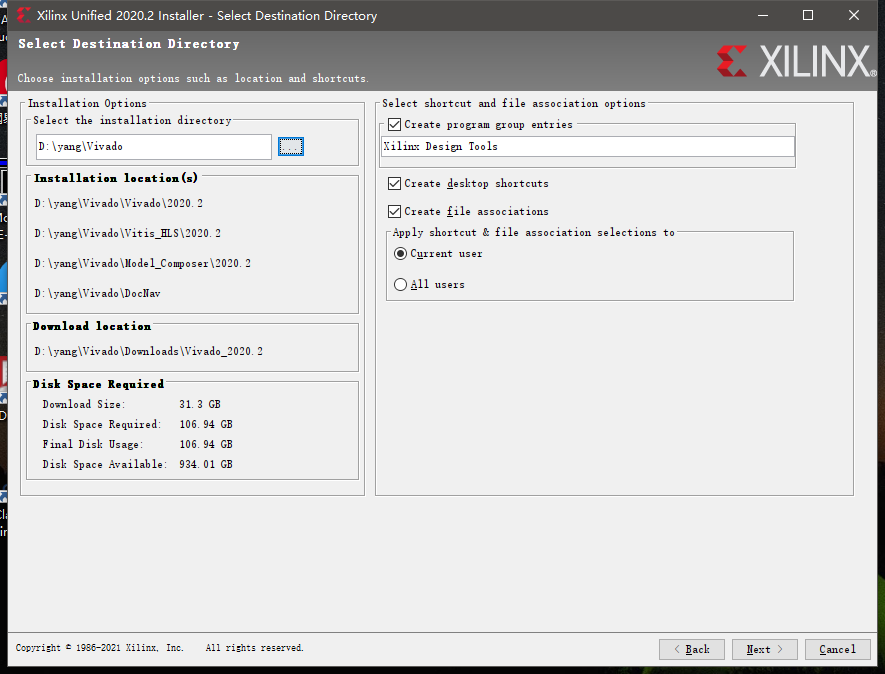 Xilinx Unified 2020.2 Installer - Select Destination Directory
Select Destination Directory
Choose installation options such as location and shortcuts.
XILINX®
Installation Options
Select the installation directory
D:\yang\Vivado
...
Installation location(s)
D:\yang\Vivado\Vivado\2020.2
D:\yang\Vivado\Vitis_HLS\2020.2
D:\yang\Vivado\Model_Composer\2020.2
D:\yang\Vivado\DocNav
Download location
D:\yang\Vivado\Downloads\Vivado_2020.2
Disk Space Required
Download Size: 31.3 GB
Disk Space Required: 106.94 GB
Final Disk Usage: 106.94 GB
Disk Space Available: 934.01 GB
Select shortcut and file association options
Create program group entries
Xilinx Design Tools
Create desktop shortcuts
Create file associations
Apply shortcut & file association selections to
Current user
All users
Copyright © 1986-2021 Xilinx, Inc. All rights reserved.
< Back
Next >
Cancel